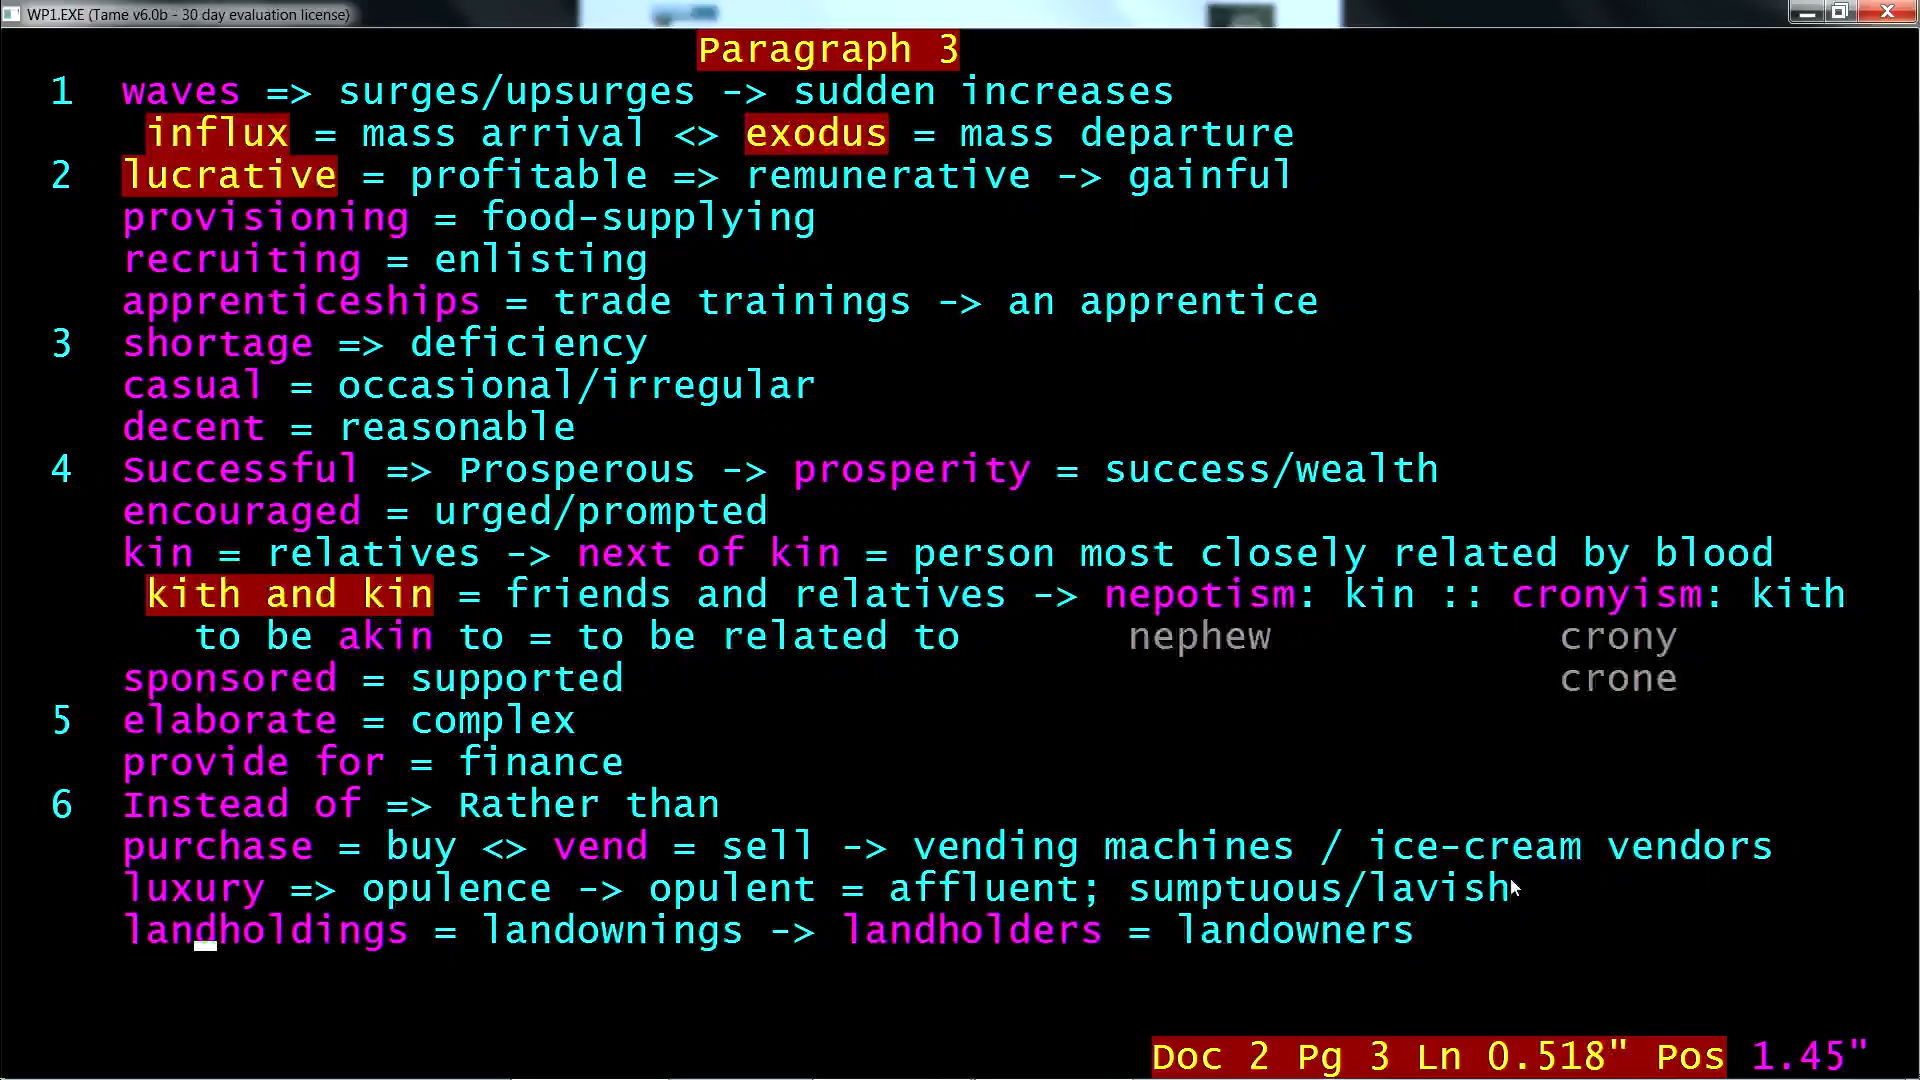 WP1.EXE (Tame v6.0b - 30 day evaluation license)
Paragraph 3
1 waves => surges/upsurges -> sudden increases
influx = mass arrival <> exodus = mass departure
2 lucrative = profitable => remunerative -> gainful
provisioning = food-supplying
recruiting = enlisting
apprenticeships = trade trainings -> an apprentice
3 shortage => deficiency
casual = occasional/irregular
decent = reasonable
4 Successful => Prosperous -> prosperity = success/wealth
encouraged = urged/prompted
kin = relatives -> next of kin = person most closely related by blood
kith and kin = friends and relatives -> nepotism: kin :: cronyism: kith
to be akin to = to be related to nephew crony
sponsored = supported crone
5 elaborate = complex
provide for = finance
6 Instead of => Rather than
purchase = buy <> vend = sell -> vending machines / ice-cream vendors
luxury => opulence -> opulent = affluent; sumptuous/lavish
landholdings = landownings -> landholders = landowners
Doc 2 Pg 3 Ln 0.518" Pos 1.45"